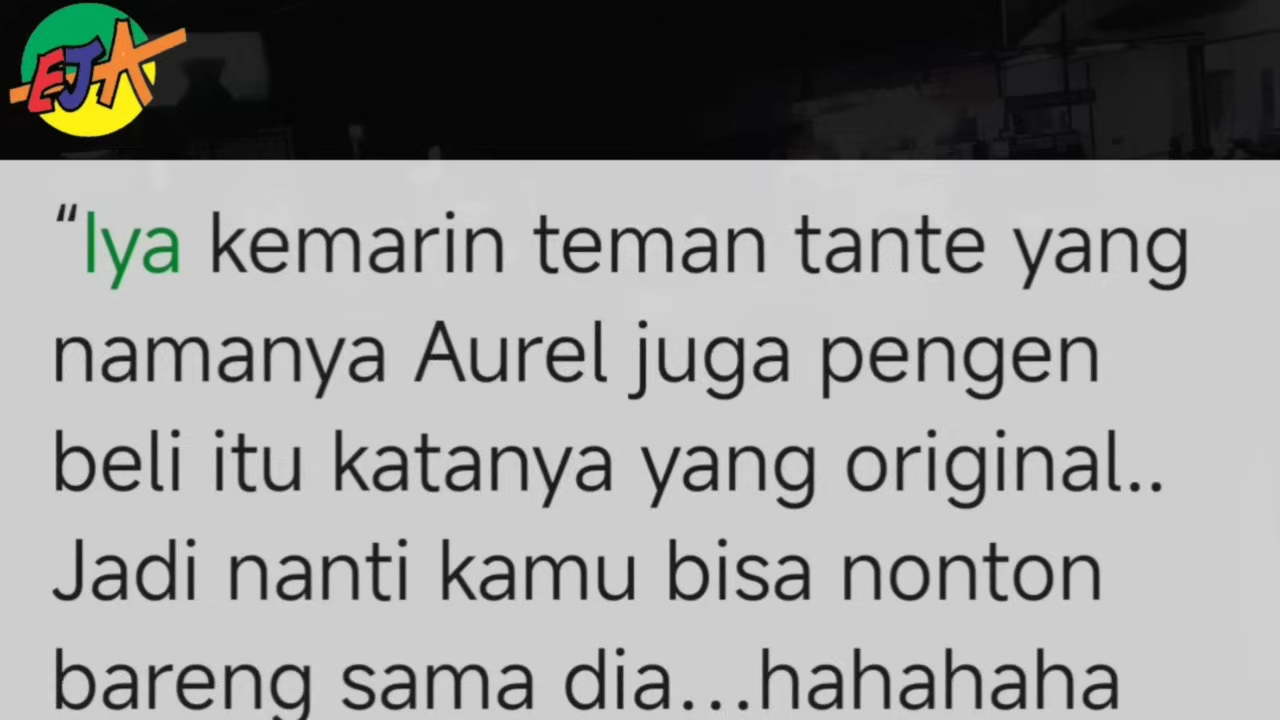 EJA
“Iya kemarin teman tante yang
namanya Aurel juga pengen
beli itu katanya yang original..
Jadi nanti kamu bisa nonton
bareng sama dia...hahahaha